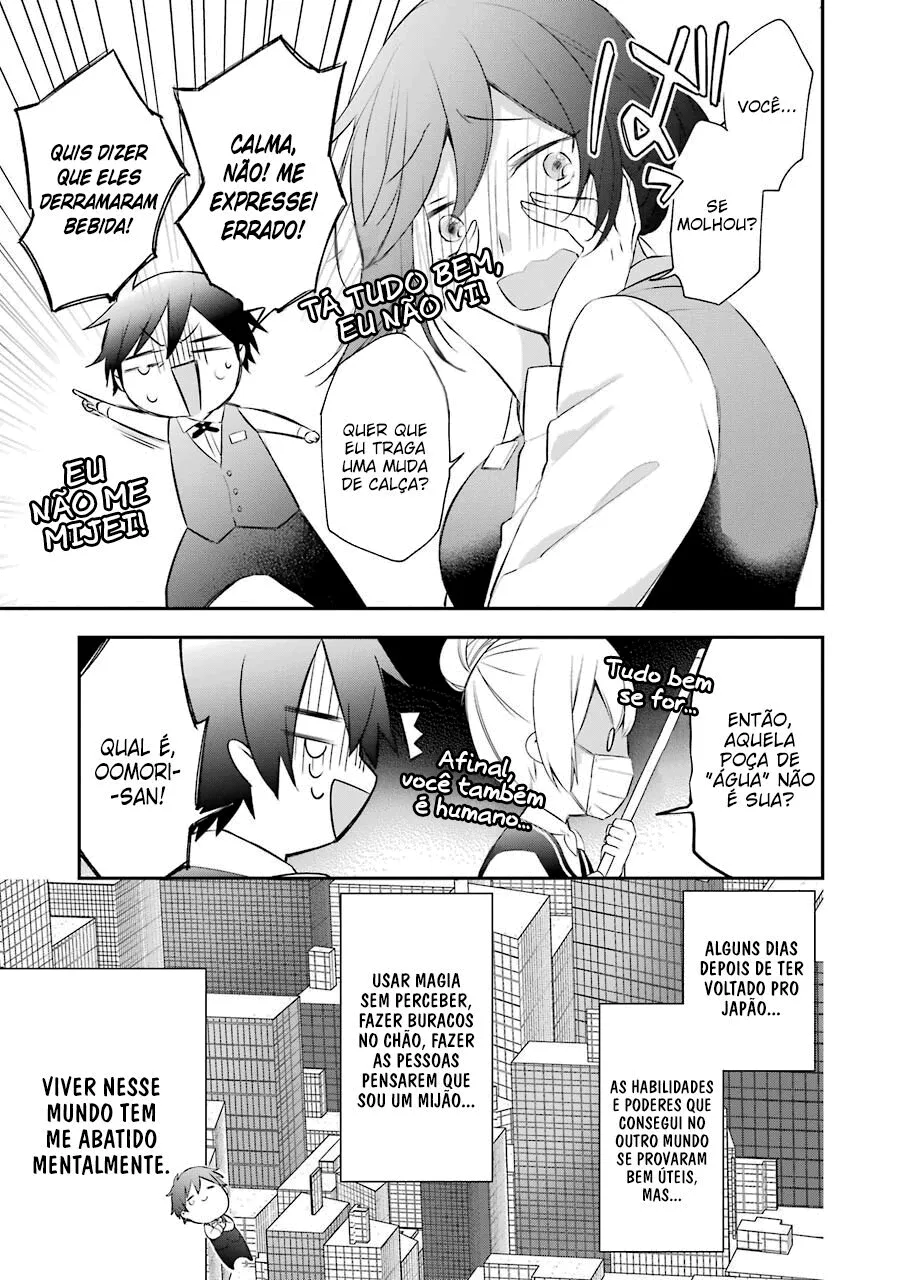 VOCÊ...
SE
MOLHOU?
ばっ
TÁ TUDO BEM,
EU NÃO VI!
QUER QUE
EU TRAGA
UMA MUDA
DE CALÇA?
CALMA,
NÃO! ME
EXPRESSEI
ERRADO!
QUIS DIZER
QUE ELES
DERRAMARAM
BEBIDA!
EU
NÃO ME
MIJEI!
ENTÃO,
AQUELA
POÇA DE
"ÁGUA" NÃO
É SUA?
Tudo bem
se for...
Afinal,
você também
é humano...
QUAL É,
OOMORI-
-SAN!
ALGUNS DIAS
DEPOIS DE TER
VOLTADO PRO
JAPÃO...
AS HABILIDADES
E PODERES QUE
CONSEGUI NO
OUTRO MUNDO
SE PROVARAM
BEM ÚTEIS,
MAS...
USAR MAGIA
SEM PERCEBER,
FAZER BURACOS
NO CHÃO, FAZER
AS PESSOAS
PENSAREM QUE
SOU UM MIJÃO...
VIVER NESSE
MUNDO TEM
ME ABATIDO
MENTALMENTE.